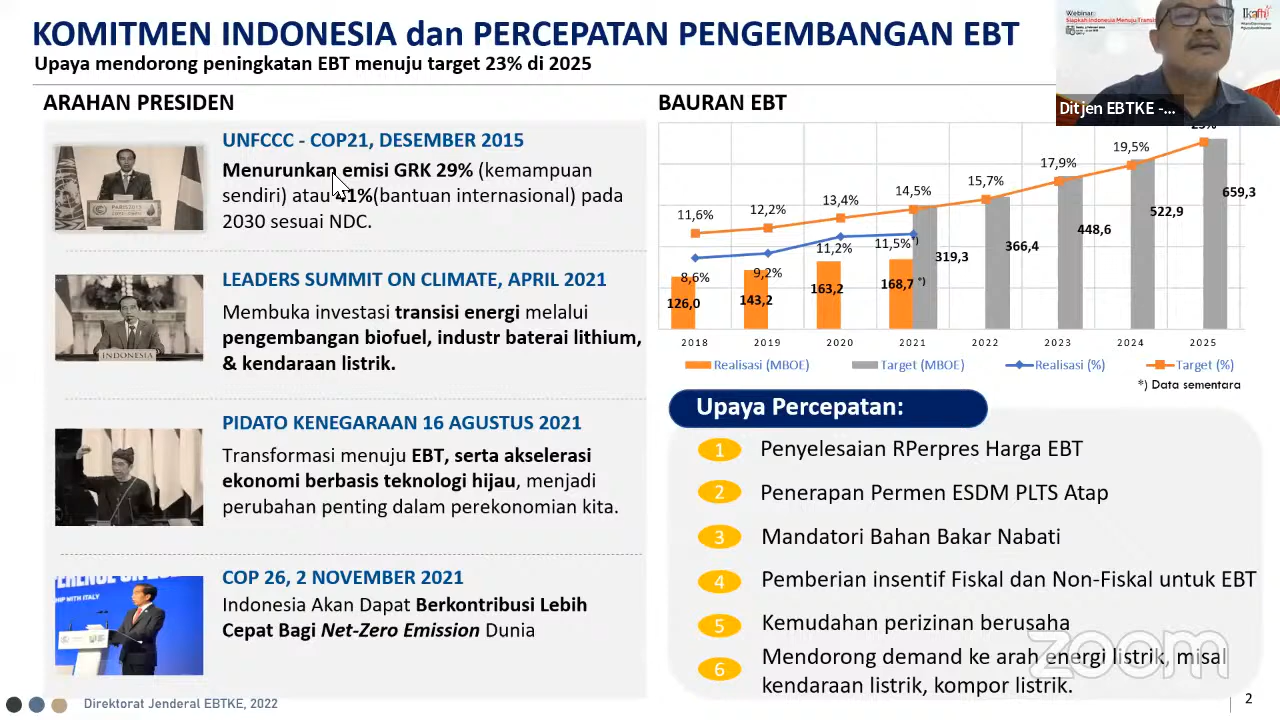 KOMITMEN INDONESIA dan PERCEPATAN PENGEMBANGAN EBT
Upaya mendorong peningkatan EBT menuju target 23% di 2025
Webinar:
Siapkah Indonesia Menuju Transisi
Ditjen EBTKE -...
ARAHAN PRESIDEN
UNFCCC - COP21, DESEMBER 2015
Menurunkan emisi GRK 29% (kemampuan
sendiri) atau 41%(bantuan internasional) pada
2030 sesuai NDC.
LEADERS SUMMIT ON CLIMATE, APRIL 2021
Membuka investasi transisi energi melalui
pengembangan biofuel, industr baterai lithium,
& kendaraan listrik.
INDONESIA
PIDATO KENEGARAAN 16 AGUSTUS 2021
Transformasi menuju EBT, serta akselerasi
ekonomi berbasis teknologi hijau, menjadi
perubahan penting dalam perekonomian kita.
COP 26, 2 NOVEMBER 2021
Indonesia Akan Dapat Berkontribusi Lebih
Cepat Bagi Net-Zero Emission Dunia
BAURAN EBT
11,6% 12,2% 13,4% 14,5% 15,7% 17,9% 19,5% 23%
8,6% 9,2% 11,2% 11,5%*)
126,0 143,2 163,2 168,7 *) 319,3 366,4 448,6 522,9 659,3
2018 2019 2020 2021 2022 2023 2024 2025
Realisasi (MBOE) Target (MBOE) Realisasi (%) Target (%)
*) Data sementara
Upaya Percepatan:
1 Penyelesaian RPerpres Harga EBT
2 Penerapan Permen ESDM PLTS Atap
3 Mandatori Bahan Bakar Nabati
4 Pemberian insentif Fiskal dan Non-Fiskal untuk EBT
5 Kemudahan perizinan berusaha
6 Mendorong demand ke arah energi listrik, misal
kendaraan listrik, kompor listrik.
zoom
Direktorat Jenderal EBTKE, 2022
2